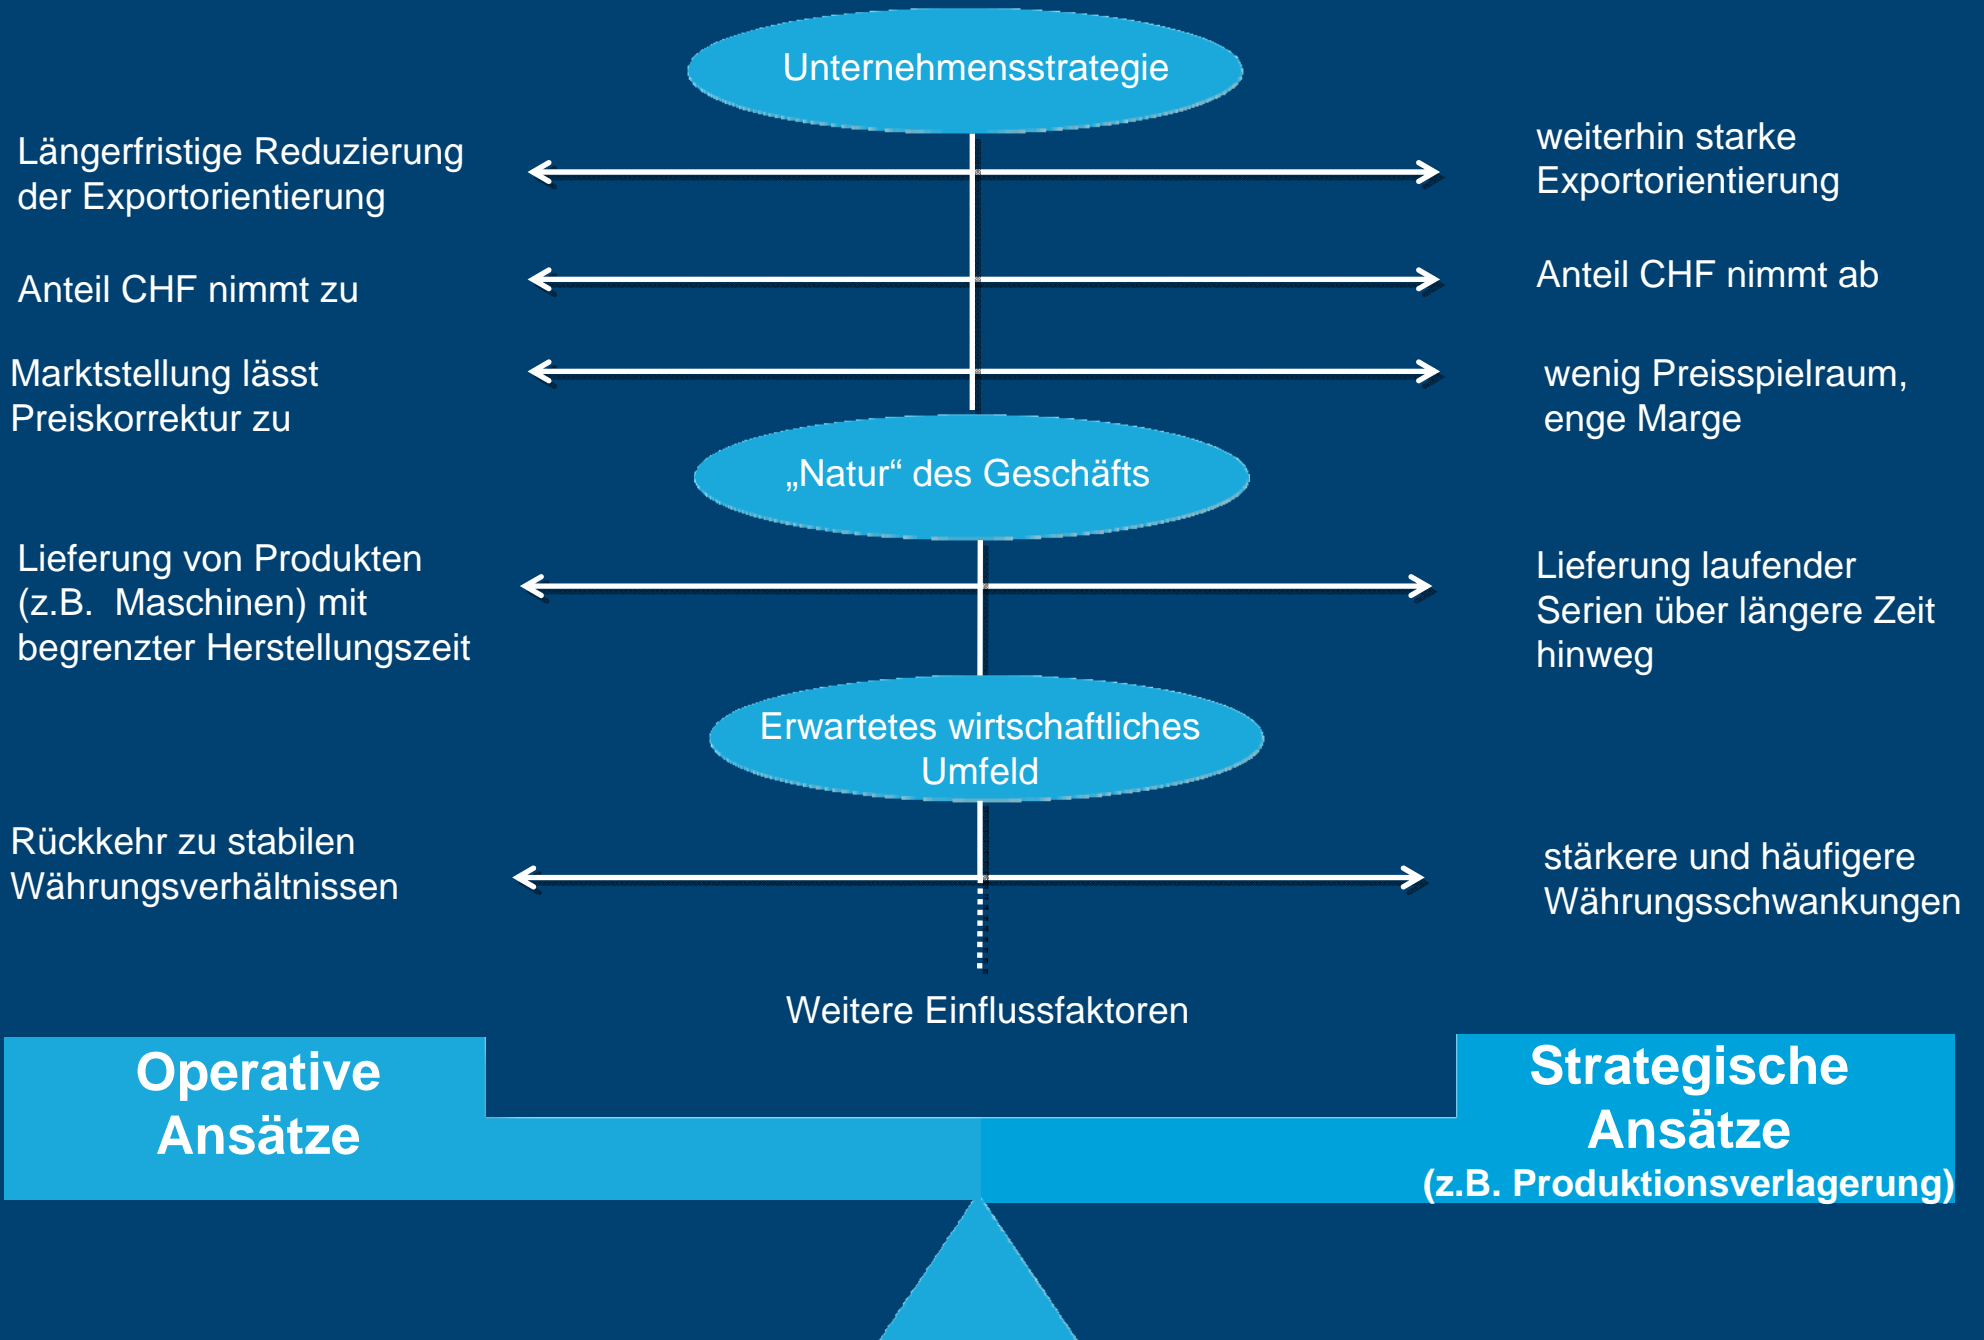 Unternehmensstrategie
Längerfristige Reduzierung
der Exportorientierung
weiterhin starke
Exportorientierung
Anteil CHF nimmt zu
Anteil CHF nimmt ab
Marktstellung lässt
Preiskorrektur zu
wenig Preisspielraum,
enge Marge
„Natur“ des Geschäfts
Lieferung von Produkten
(z.B.  Maschinen) mit
begrenzter Herstellungszeit
Lieferung laufender
Serien über längere Zeit
hinweg
Erwartetes wirtschaftliches
Umfeld
Rückkehr zu stabilen
Währungsverhältnissen
stärkere und häufigere
Währungsschwankungen
Weitere Einflussfaktoren
Operative
Ansätze
Strategische
Ansätze
(z.B. Produktionsverlagerung)